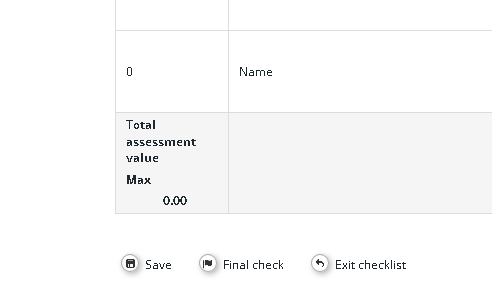 0 Name
Total
assessment
value
Max
0.00
Save Final check Exit checklist